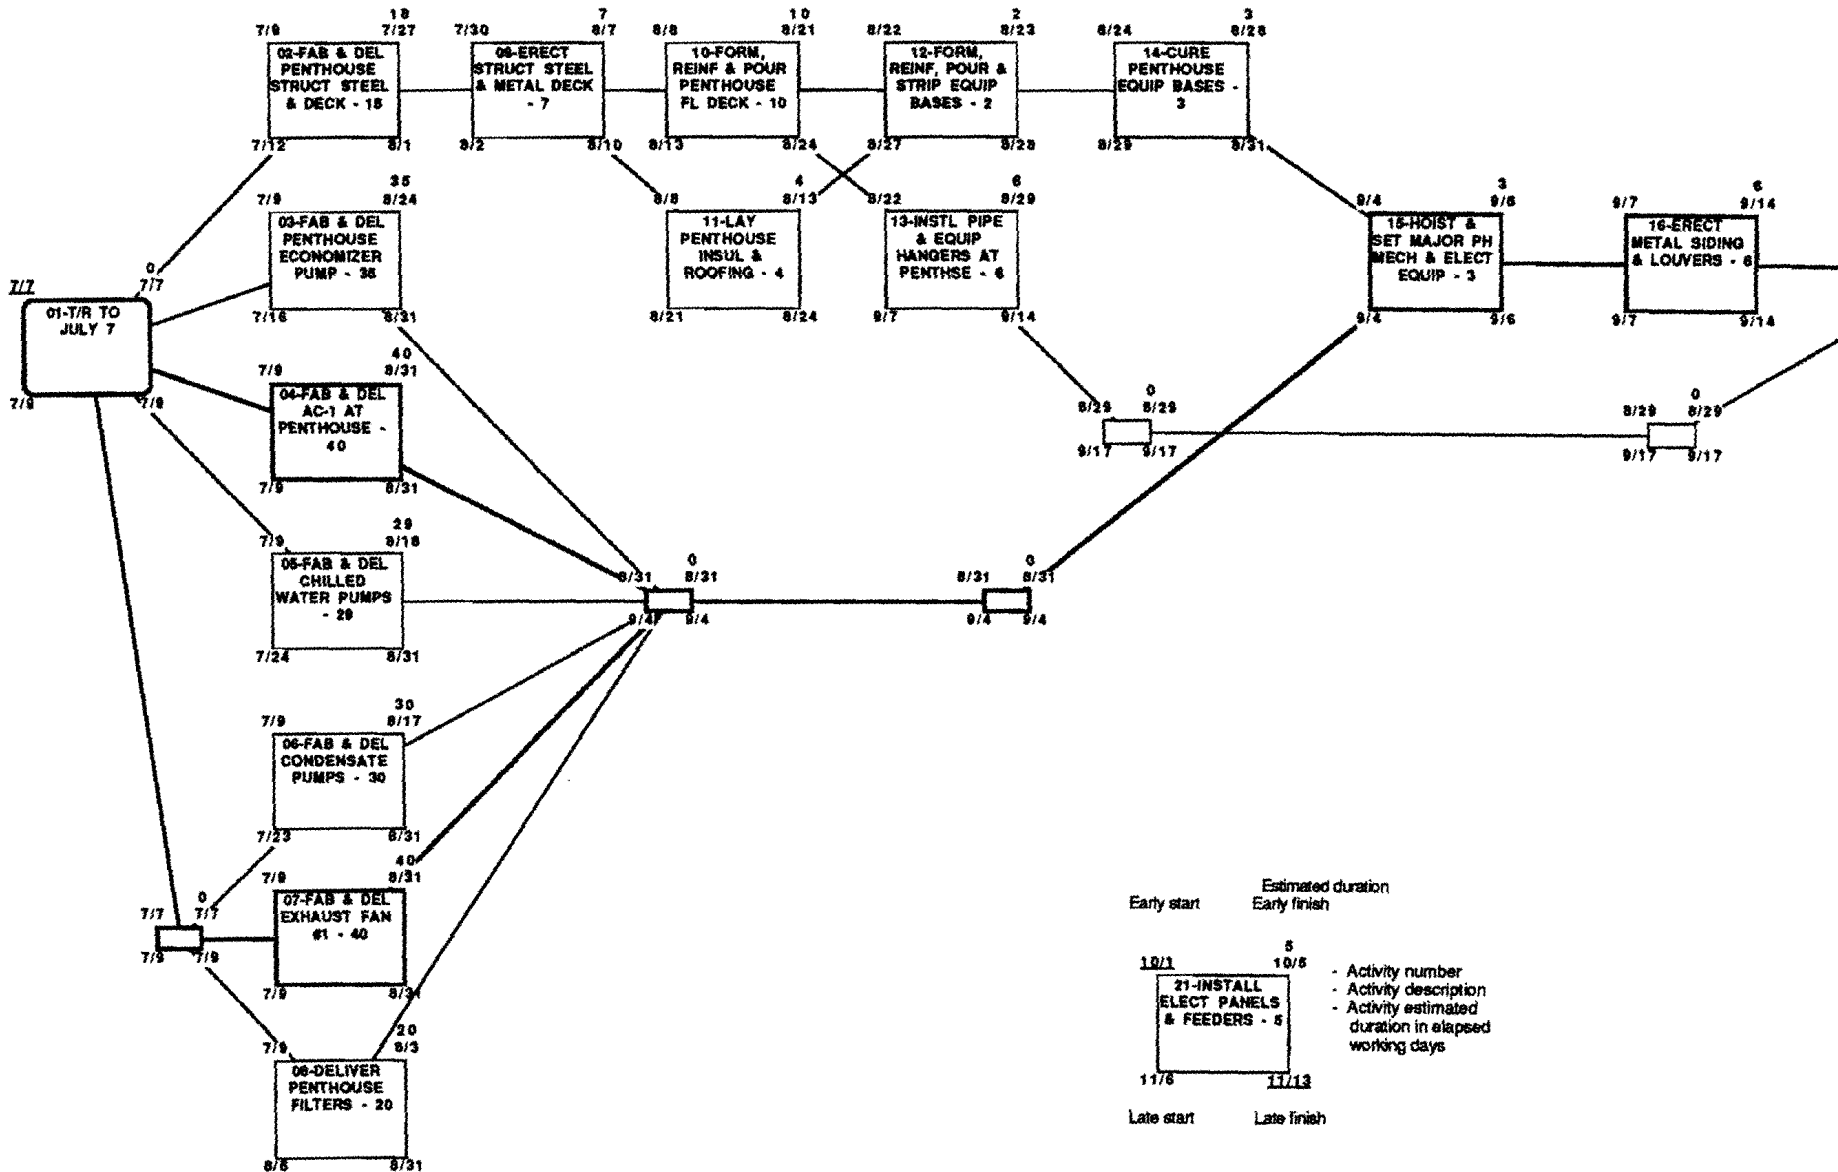 18
7/9 7/27
02-FAB & DEL
PENTHOUSE
STRUCT STEEL
& DECK - 18
7/12 8/1
7
7/30 8/7
09-ERECT
STRUCT STEEL
& METAL DECK
- 7
8/2 8/10
10
8/8 8/21
10-FORM,
REINF & POUR
PENTHOUSE
FL DECK - 10
8/13 8/24
2
8/22 8/23
12-FORM,
REINF, POUR &
STRIP EQUIP
BASES - 2
8/27 8/28
3
8/24 8/28
14-CURE
PENTHOUSE
EQUIP BASES -
3
8/29 8/31
35
7/9 8/24
03-FAB & DEL
PENTHOUSE
ECONOMIZER
PUMP - 35
7/16 8/31
4
8/8 8/13
11-LAY
PENTHOUSE
INSUL &
ROOFING - 4
8/21 8/24
6
8/22 8/29
13-INSTL PIPE
& EQUIP
HANGERS AT
PENTHSE - 6
9/7 9/14
3
9/4 9/6
15-HOIST &
SET MAJOR PH
MECH & ELECT
EQUIP - 3
9/4 9/6
6
9/7 9/14
16-ERECT
METAL SIDING
& LOUVERS - 6
9/7 9/14
0
7/7 7/7
01-T/R TO
JULY 7
7/9 7/9
40
7/9 8/31
04-FAB & DEL
AC-1 AT
PENTHOUSE -
40
7/9 8/31
0
8/29 8/29
9/17 9/17
0
8/29 8/29
9/17 9/17
29
7/9 8/16
05-FAB & DEL
CHILLED
WATER PUMPS
- 29
7/24 8/31
0
8/31 8/31
9/4 9/4
0
8/31 8/31
9/4 9/4
30
7/9 8/17
06-FAB & DEL
CONDENSATE
PUMPS - 30
7/23 8/31
0
7/7 7/7
7/9 7/9
40
7/9 8/31
07-FAB & DEL
EXHAUST FAN
#1 - 40
7/9 8/31
20
7/9 8/3
08-DELIVER
PENTHOUSE
FILTERS - 20
8/6 8/31
Estimated duration
Early start Early finish
5
10/1 10/5
21-INSTALL
ELECT PANELS
& FEEDERS - 5
11/6 11/13
- Activity number
- Activity description
- Activity estimated
duration in elapsed
working days
Late start Late finish